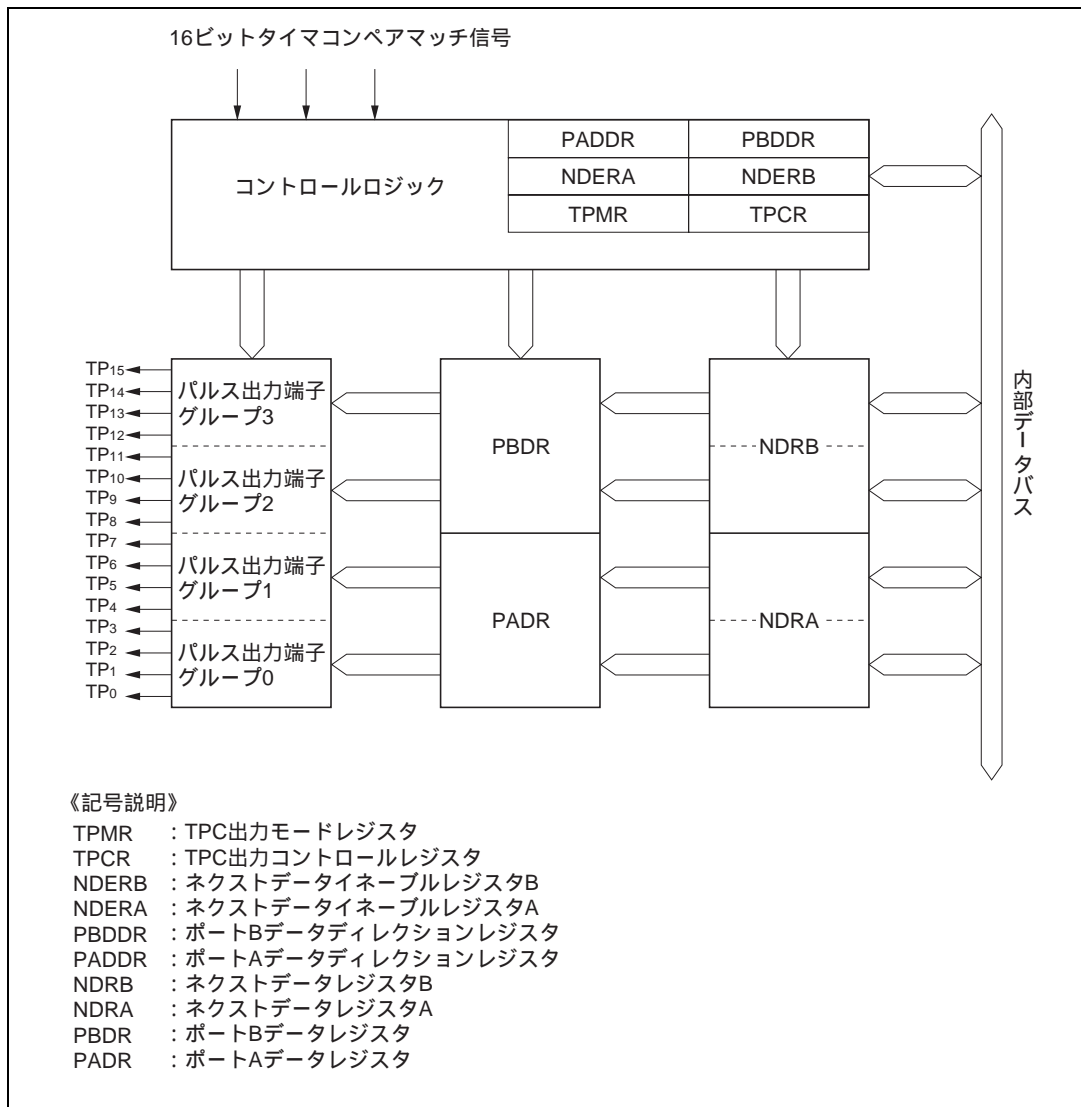 16ビットタイマコンペアマッチ信号
コントロールロジック
PADDR PBDDR
NDERA NDERB
TPMR TPCR
TP15
TP14
TP13
TP12
TP11
TP10
TP9
TP8
TP7
TP6
TP5
TP4
TP3
TP2
TP1
TP0
パルス出力端子
グループ3
パルス出力端子
グループ2
パルス出力端子
グループ1
パルス出力端子
グループ0
PBDR
PADR
NDRB
NDRA
内部データバス
《記号説明》
TPMR :TPC出力モードレジスタ
TPCR :TPC出力コントロールレジスタ
NDERB :ネクストデータイネーブルレジスタB
NDERA :ネクストデータイネーブルレジスタA
PBDDR :ポートBデータディレクションレジスタ
PADDR :ポートAデータディレクションレジスタ
NDRB :ネクストデータレジスタB
NDRA :ネクストデータレジスタA
PBDR :ポートBデータレジスタ
PADR :ポートAデータレジスタ